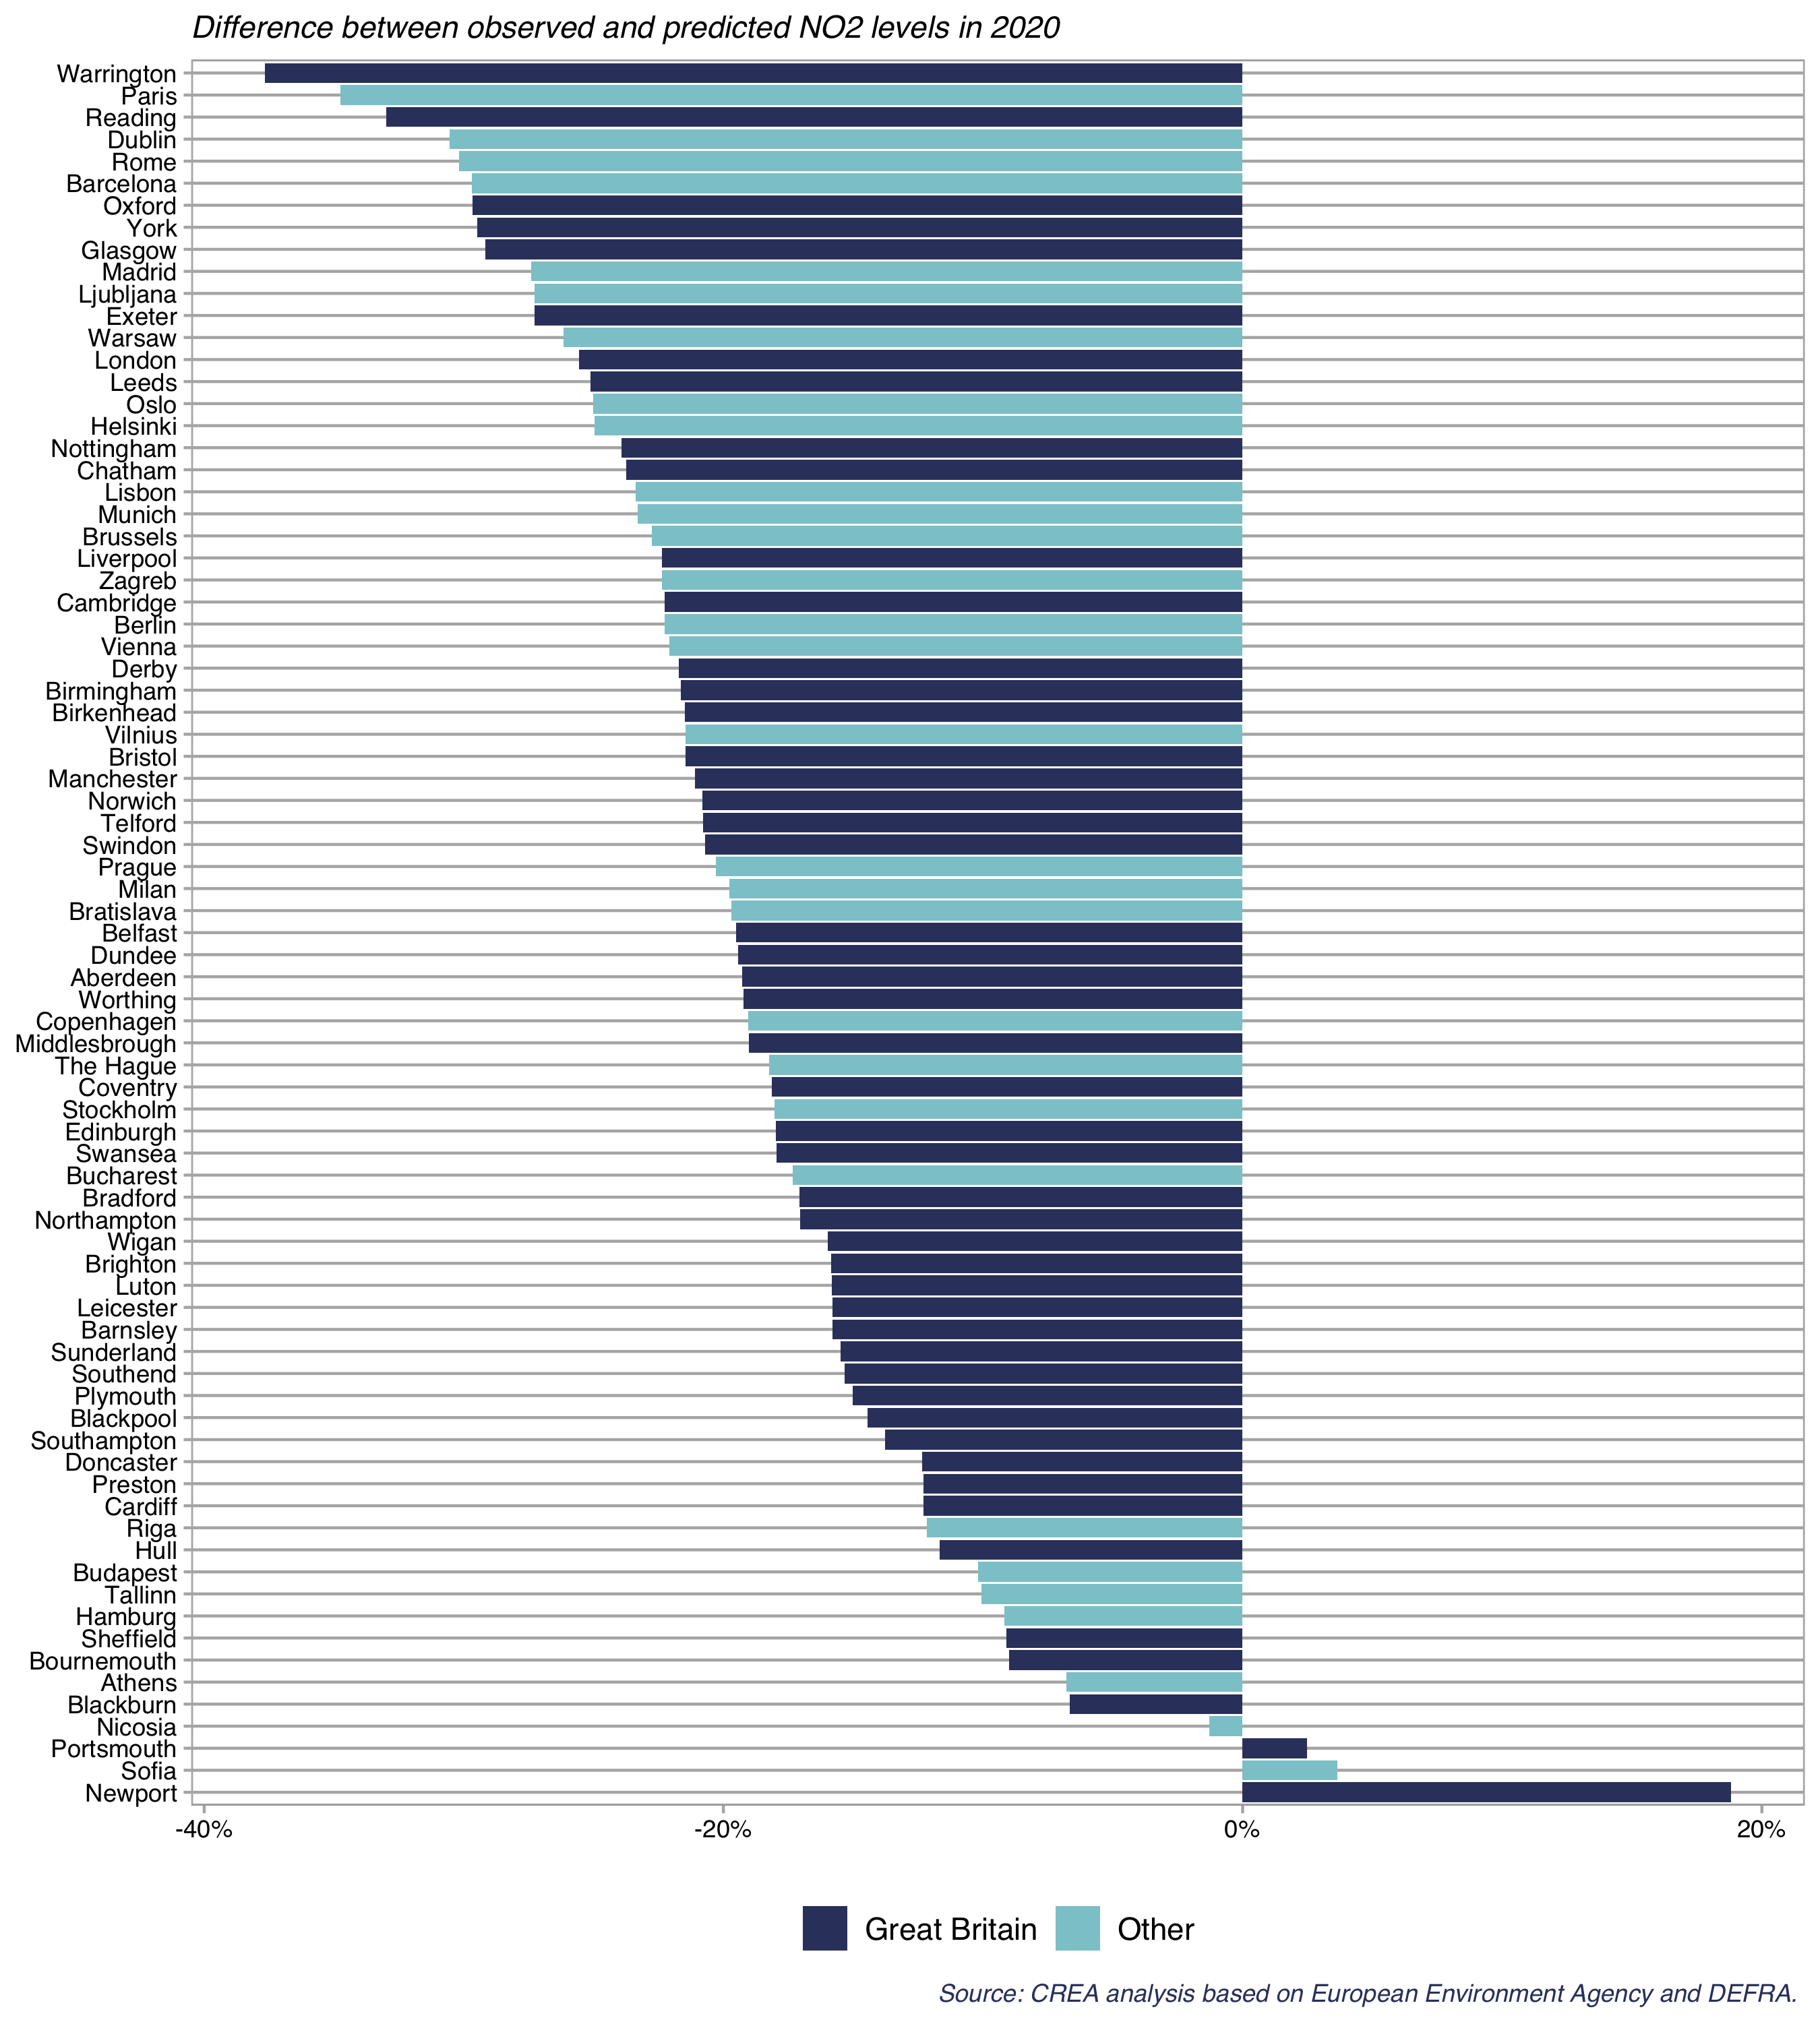 Difference between observed and predicted NO2 levels in 2020
Warrington
Paris
Reading
Dublin
Rome
Barcelona
Oxford
York
Glasgow
Madrid
Ljubljana
Exeter
Warsaw
London
Leeds
Oslo
Helsinki
Nottingham
Chatham
Lisbon
Munich
Brussels
Liverpool
Zagreb
Cambridge
Berlin
Vienna
Derby
Birmingham
Birkenhead
Vilnius
Bristol
Manchester
Norwich
Telford
Swindon
Prague
Milan
Bratislava
Belfast
Dundee
Aberdeen
Worthing
Copenhagen
Middlesbrough
The Hague
Coventry
Stockholm
Edinburgh
Swansea
Bucharest
Bradford
Northampton
Wigan
Brighton
Luton
Leicester
Barnsley
Sunderland
Southend
Plymouth
Blackpool
Southampton
Doncaster
Preston
Cardiff
Riga
Hull
Budapest
Tallinn
Hamburg
Sheffield
Bournemouth
Athens
Blackburn
Nicosia
Portsmouth
Sofia
Newport
-40% -20% 0% 20%
Great Britain Other
Source: CREA analysis based on European Environment Agency and DEFRA.